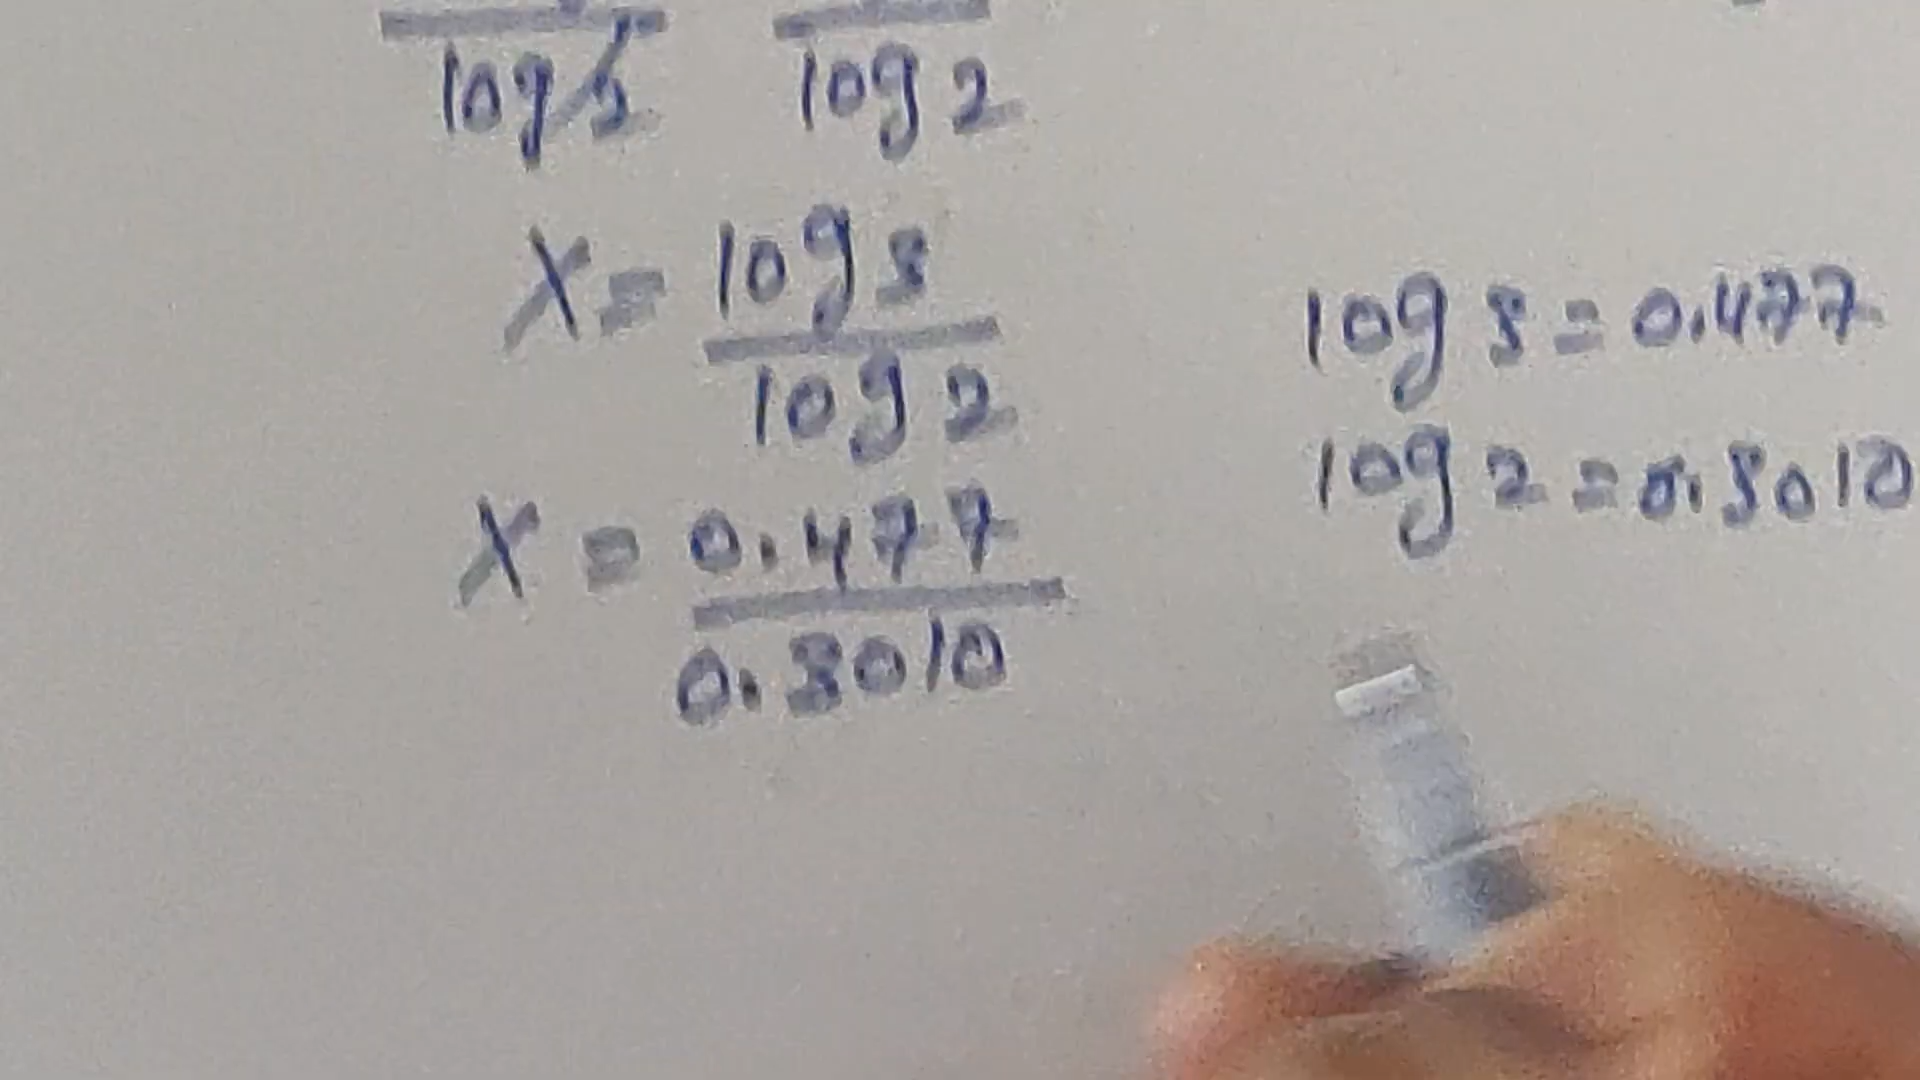 log 2 log 2
x = log 3
log 2
x = 0.477
0.3010
log 3 = 0.477
log 2 = 0.3010